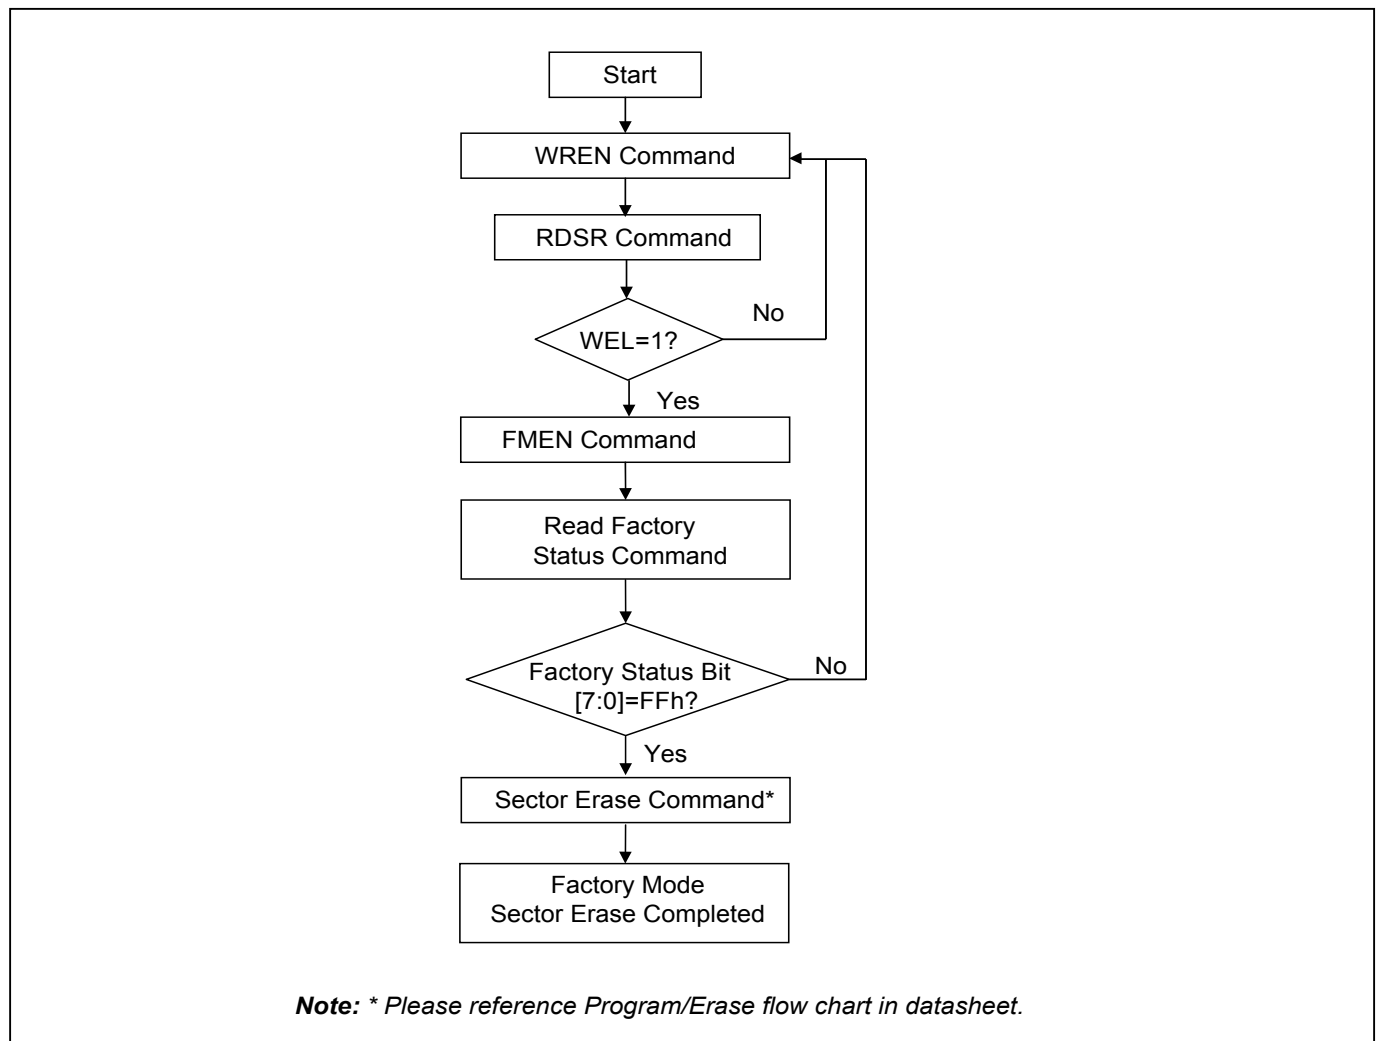 Start
WREN Command
RDSR Command
No
WEL=1?
Yes
FMEN Command
Read Factory
Status Command
Factory Status Bit
[7:0]=FFh?
No
Yes
Sector Erase Command*
Factory Mode
Sector Erase Completed
Note: * Please reference Program/Erase flow chart in datasheet.